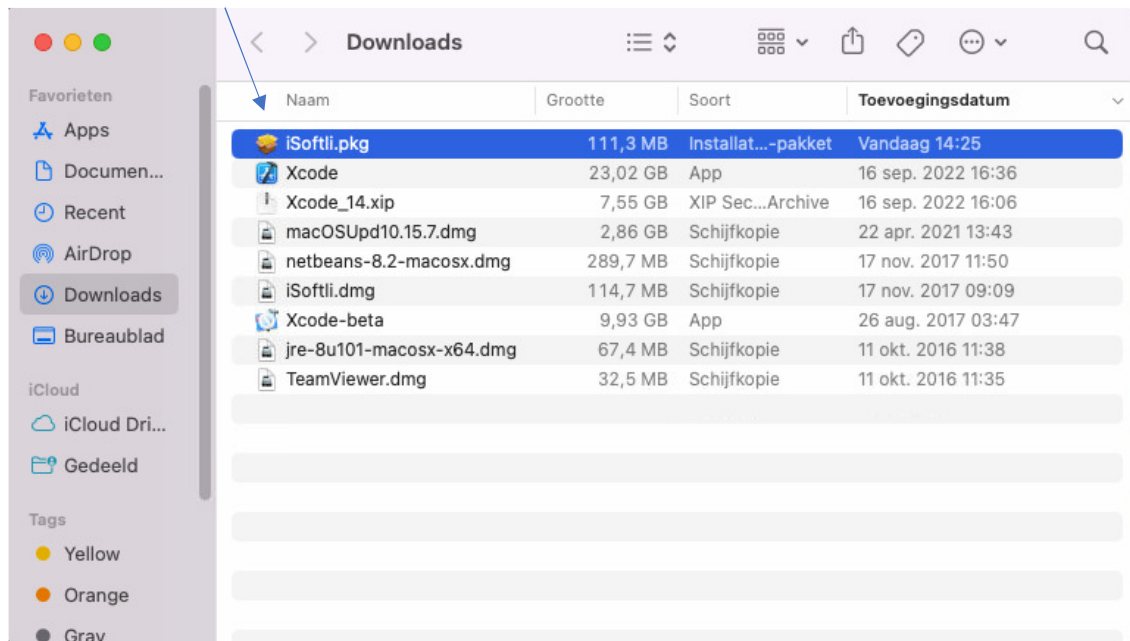 Downloads
Favorieten
Apps
Documen...
Recent
AirDrop
Downloads
Bureaublad
iCloud
iCloud Dri...
Gedeeld
Tags
Yellow
Orange
Gray
Naam Grootte Soort Toevoegingsdatum
iSoftli.pkg 111,3 MB Installat...-pakket Vandaag 14:25
Xcode 23,02 GB App 16 sep. 2022 16:36
Xcode_14.xip 7,55 GB XIP Sec...Archive 16 sep. 2022 16:06
macOSUpd10.15.7.dmg 2,86 GB Schijfkopie 22 apr. 2021 13:43
netbeans-8.2-macosx.dmg 289,7 MB Schijfkopie 17 nov. 2017 11:50
iSoftli.dmg 114,7 MB Schijfkopie 17 nov. 2017 09:09
Xcode-beta 9,93 GB App 26 aug. 2017 03:47
jre-8u101-macosx-x64.dmg 67,4 MB Schijfkopie 11 okt. 2016 11:38
TeamViewer.dmg 32,5 MB Schijfkopie 11 okt. 2016 11:35